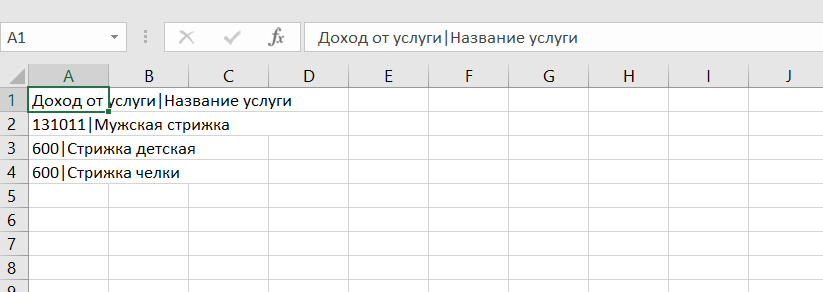 A1 fx Доход от услуги|Название услуги
A B C D E F G H I J
1 Доход от услуги|Название услуги
2 131011|Мужская стрижка
3 600|Стрижка детская
4 600|Стрижка челки
5
6
7
8
9